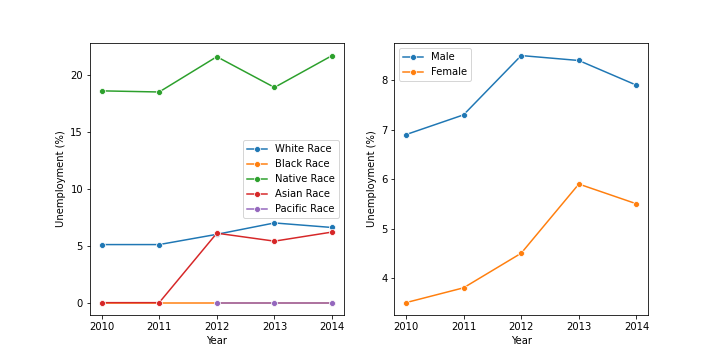 Unemployment (%)
20
15
10
5
0
White Race
Black Race
Native Race
Asian Race
Pacific Race
2010 2011 2012 2013 2014
Year
Unemployment (%)
8
7
6
5
4
Male
Female
2010 2011 2012 2013 2014
Year